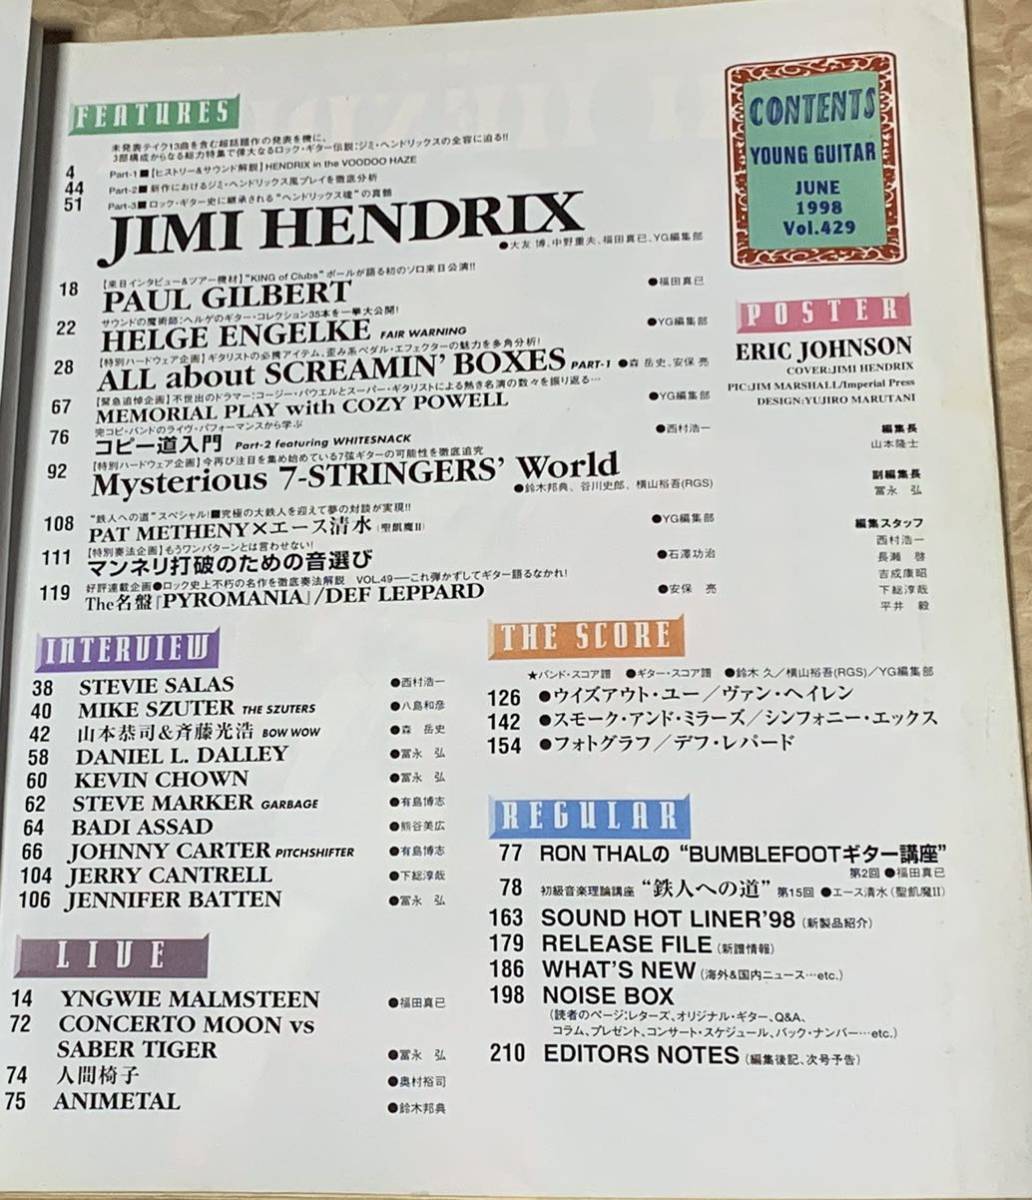 FEATURES
未発表テイク13曲を含む超話題作の発表を機に、
3部構成からなる総力特集で偉大なるロック・ギター伝説：ジミ・ヘンドリックスの全容に迫る!!
4 Part-1■【ヒストリー&サウンド解説】HENDRIX in the VOODOO HAZE
44 Part-2■新作におけるジミ・ヘンドリックス風プレイを徹底分析
51 Part-3■ロック・ギター史に継承される“ヘンドリックス魂”の真髄
JIMI HENDRIX
●大友 博、中野重夫、福田真已、YG編集部
【来日インタビュー&ツアー機材】“KING of Clubs”ポールが語る初のソロ来日公演!!
18 PAUL GILBERT ●福田真已
サウンドの魔術師：ヘルゲのギター・コレクション35本を一挙大公開!
22 HELGE ENGELKE FAIR WARNING ●YG編集部
【特別ハードウェア企画】ギタリストの必携アイテム、歪み系ペダル・エフェクターの魅力を多角分析!
28 ALL about SCREAMIN' BOXES PART-1 ●森 岳史、安保 亮
【緊急追悼企画】不世出のドラマー：コージー・パウエルとスーパー・ギタリストによる熱き名演の数々を振り返る…
67 MEMORIAL PLAY with COZY POWELL ●YG編集部
完コピ・バンドのライヴ・パフォーマンスから学ぶ
76 コピー道入門 Part-2 featuring WHITESNACK ●西村浩一
【特別ハードウェア企画】今再び注目を集め始めている7弦ギターの可能性を徹底追究
92 Mysterious 7-STRINGERS' World
●鈴木邦典、谷川史郎、横山裕吾(RGS)
“鉄人への道”スペシャル!■究極の大鉄人を迎えて夢の対談が実現!!
108 PAT METHENY×エース清水(聖飢魔II) ●YG編集部
【特別奏法企画】もうワンパターンとは言わせない!
111 マンネリ打破のための音選び ●石澤功治
好評連載企画●ロック史上不朽の名作を徹底奏法解説 VOL.49──これ弾かずしてギター語るなかれ!
119 The名盤『PYROMANIA』/DEF LEPPARD ●安保 亮
CONTENTS
YOUNG GUITAR
JUNE
1998
Vol.429
POSTER
ERIC JOHNSON
COVER:JIMI HENDRIX
PIC:JIM MARSHALL/Imperial Press
DESIGN:YUJIRO MARUTANI
編集長
山本隆士
副編集長
冨永 弘
編集スタッフ
西村浩一
長瀬 啓
吉成康昭
下総淳哉
平井 毅
INTERVIEW
38 STEVIE SALAS ●西村浩一
40 MIKE SZUTER THE SZUTERS ●八島和彦
42 山本恭司&斉藤光浩 BOW WOW ●森 岳史
58 DANIEL L. DALLEY ●冨永 弘
60 KEVIN CHOWN ●冨永 弘
62 STEVE MARKER GARBAGE ●有島博志
64 BADI ASSAD ●熊谷美広
66 JOHNNY CARTER PITCHSHIFTER ●有島博志
104 JERRY CANTRELL ●下総淳哉
106 JENNIFER BATTEN ●冨永 弘
LIVE
14 YNGWIE MALMSTEEN ●福田真已
72 CONCERTO MOON vs
SABER TIGER ●冨永 弘
74 人間椅子 ●奥村裕司
75 ANIMETAL ●鈴木邦典
THE SCORE
★バンド・スコア譜 ●ギター・スコア譜 ●鈴木 久／横山裕吾(RGS)／YG編集部
126 ●ウイズアウト・ユー／ヴァン・ヘイレン
142 ●スモーク・アンド・ミラーズ／シンフォニー・エックス
154 ●フォトグラフ／デフ・レパード
REGULAR
77 RON THALの“BUMBLEFOOTギター講座”
第2回 ●福田真已
78 初級音楽理論講座 “鉄人への道” 第15回 ●エース清水(聖飢魔II)
163 SOUND HOT LINER'98 (新製品紹介)
179 RELEASE FILE (新譜情報)
186 WHAT'S NEW (海外&国内ニュース…etc.)
198 NOISE BOX
(読者のページ:レターズ、オリジナル・ギター、Q&A、
コラム、プレゼント、コンサート・スケジュール、バック・ナンバー…etc.)
210 EDITORS NOTES (編集後記、次号予告)